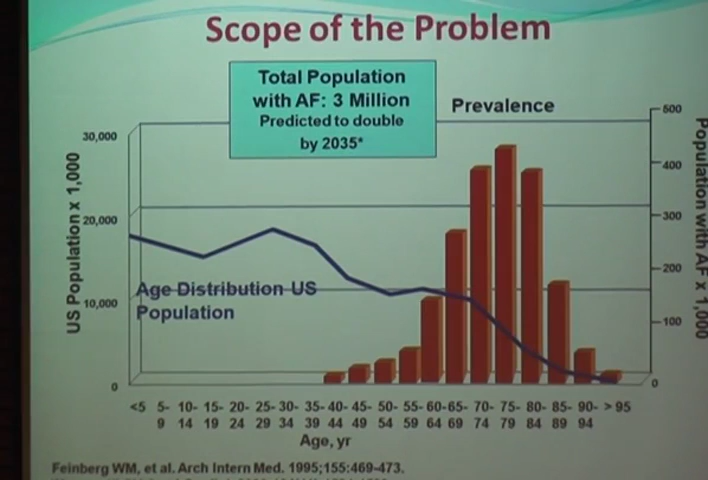 Scope of the Problem
Total Population
with AF: 3 Million
Predicted to double
by 2035*
Prevalence
US Population x 1,000
30,000
20,000
10,000
0
Age Distribution US
Population
500
400
300
200
100
0
Population with AF x 1,000
<5 5- 10- 15- 20- 25- 30- 35- 40- 45- 50- 55- 60- 65- 70- 75- 80- 85- 90- > 95
9 14 19 24 29 34 39 44 49 54 59 64 69 74 79 84 89 94
Age, yr
Feinberg WM, et al. Arch Intern Med. 1995;155:469-473.